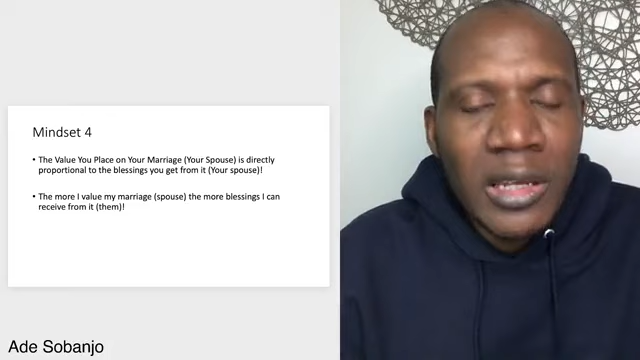 Mindset 4
• The Value You Place on Your Marriage (Your Spouse) is directly
proportional to the blessings you get from it (Your spouse)!
• The more I value my marriage (spouse) the more blessings I can
receive from it (them)!
Ade Sobanjo